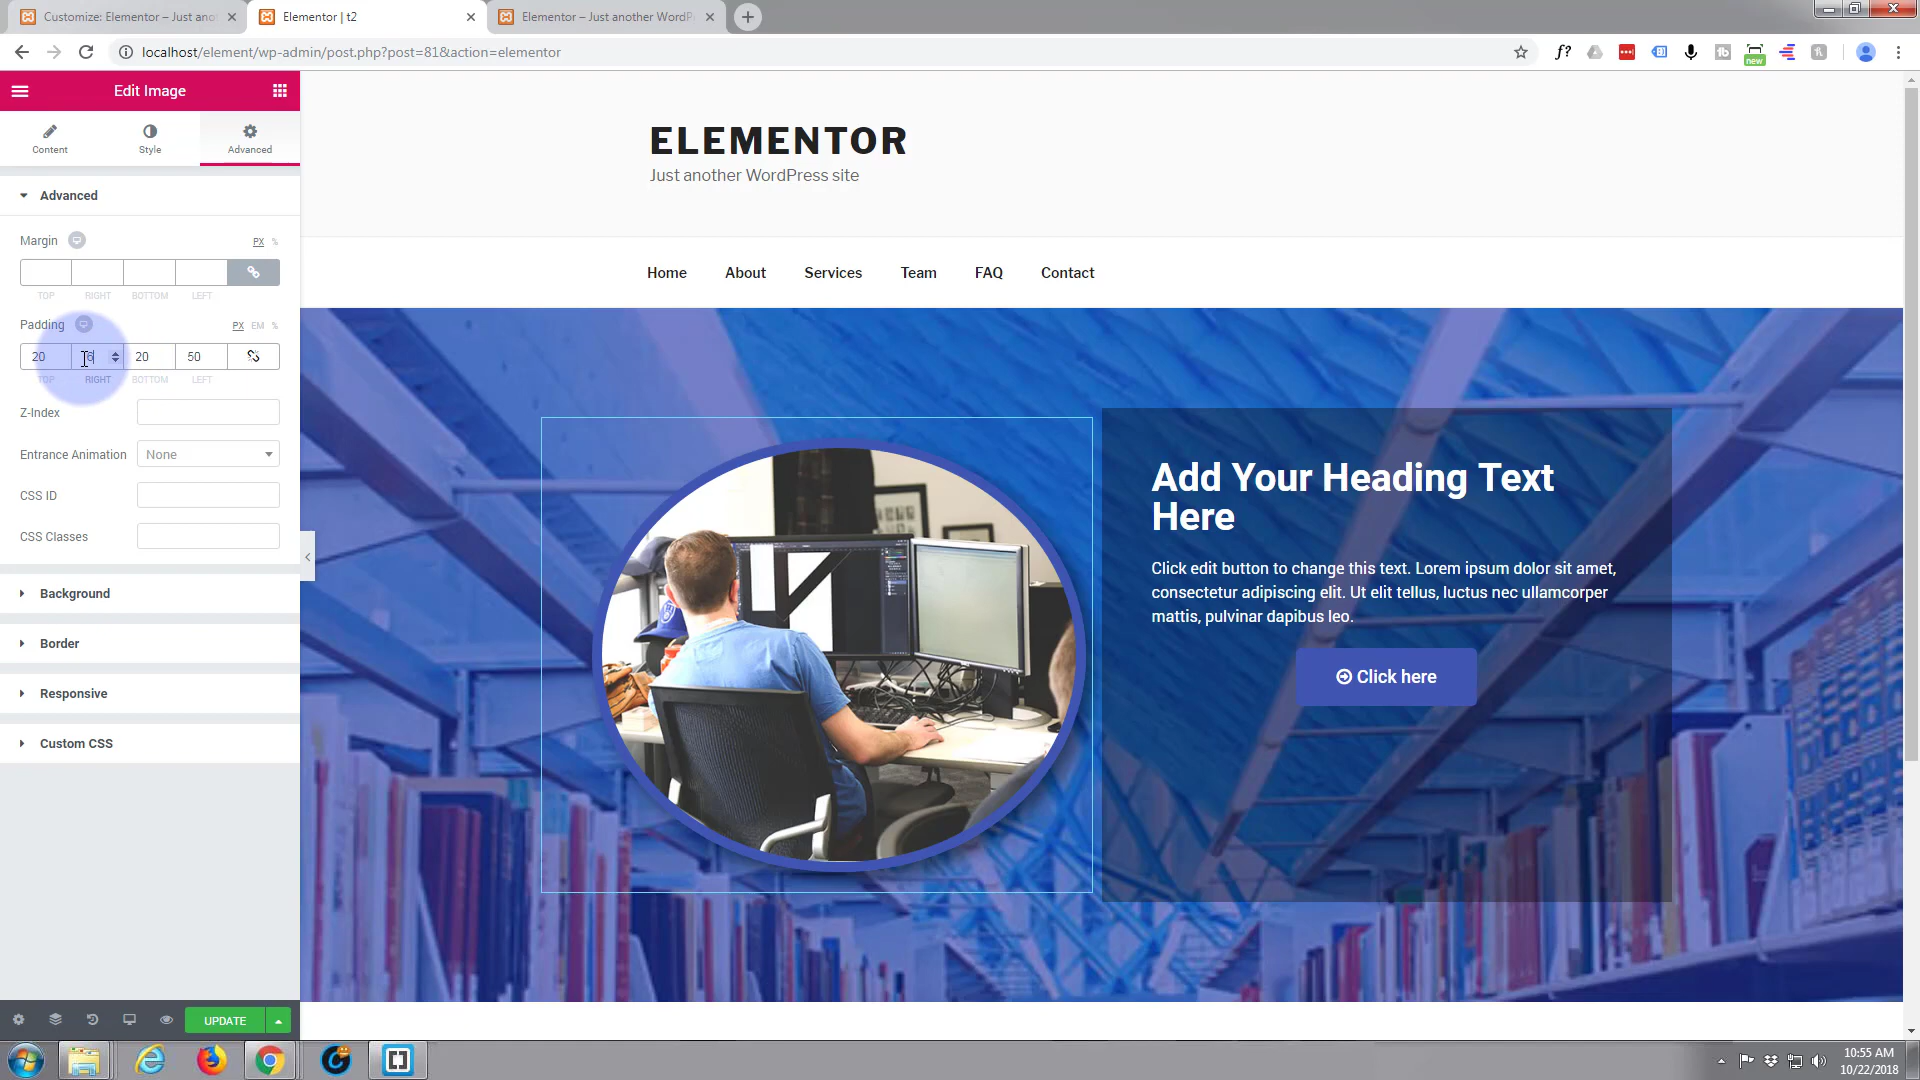 Customize: Elementor – Just ano
Elementor | t2
Elementor – Just another WordP
localhost/element/wp-admin/post.php?post=81&action=elementor
f?
new
Edit Image
Content
Style
Advanced
Advanced
Margin
PX %
TOP RIGHT BOTTOM LEFT
Padding
PX EM %
20 20 50
TOP RIGHT BOTTOM LEFT
Z-Index
Entrance Animation None
CSS ID
CSS Classes
Background
Border
Responsive
Custom CSS
UPDATE
ELEMENTOR
Just another WordPress site
Home About Services Team FAQ Contact
Add Your Heading Text
Here
Click edit button to change this text. Lorem ipsum dolor sit amet,
consectetur adipiscing elit. Ut elit tellus, luctus nec ullamcorper
mattis, pulvinar dapibus leo.
Click here
10:55 AM
10/22/2018